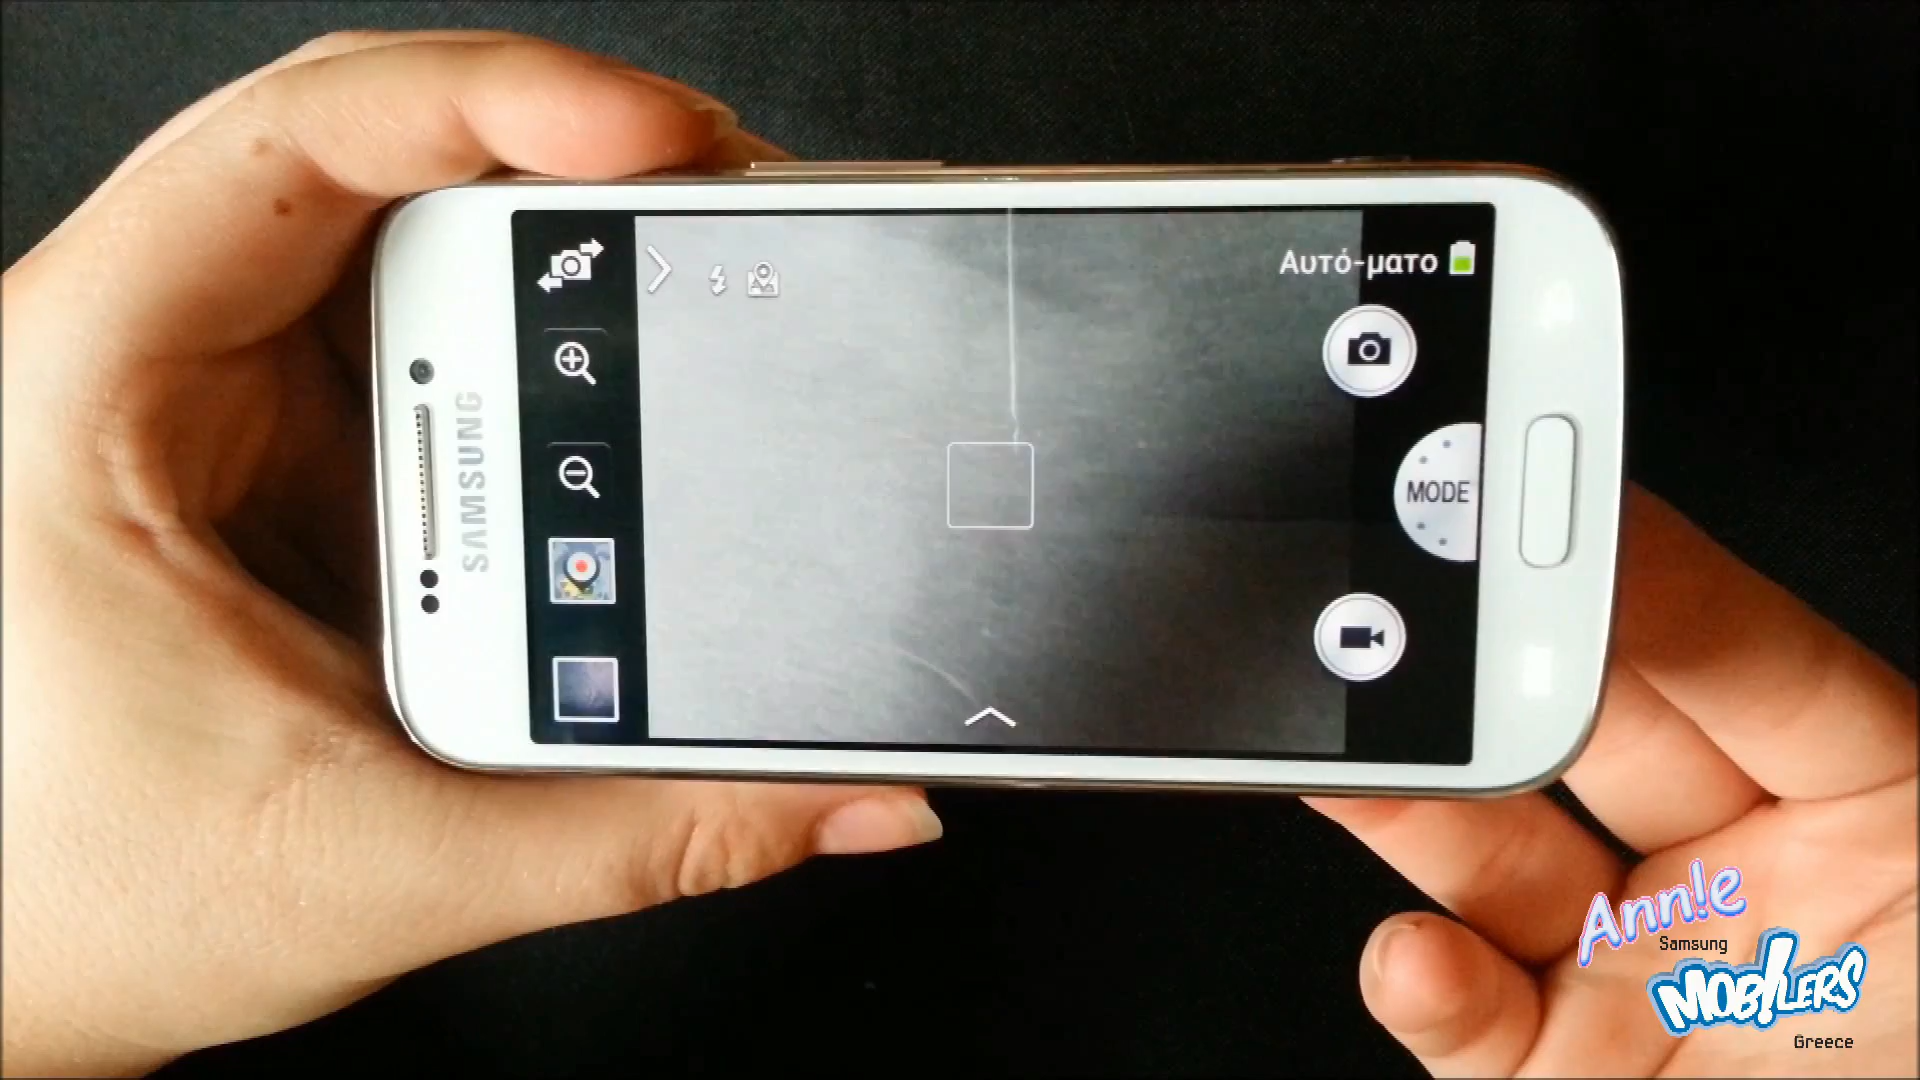 SAMSUNG
Αυτό-ματο
MODE
Ann!e
Samsung
MOB!LERS
Greece